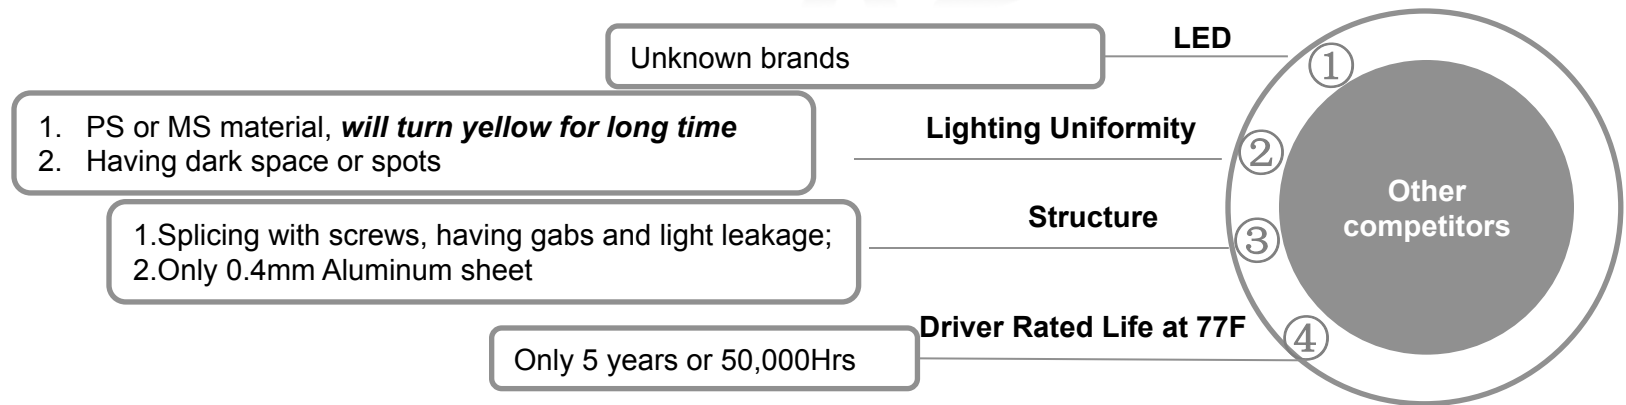 LED
①
Unknown brands
Lighting Uniformity
②
1. PS or MS material, will turn yellow for long time
2. Having dark space or spots
Structure
③
1.Splicing with screws, having gabs and light leakage;
2.Only 0.4mm Aluminum sheet
Driver Rated Life at 77F
④
Only 5 years or 50,000Hrs
Other
competitors